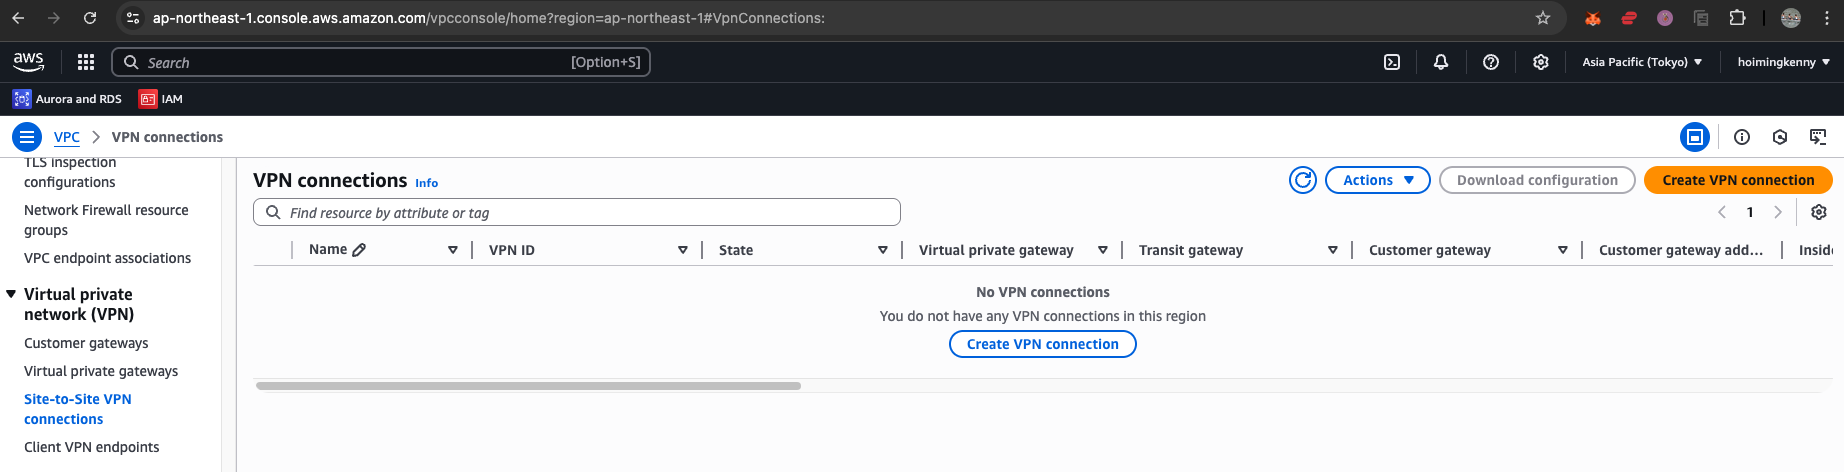 ap-northeast-1.console.aws.amazon.com/vpcconsole/home?region=ap-northeast-1#VpnConnections:
aws
Search
[Option+S]
Asia Pacific (Tokyo)
hoimingkenny
Aurora and RDS
IAM
VPC
VPN connections
TLS inspection
configurations
Network Firewall resource
groups
VPC endpoint associations
Virtual private
network (VPN)
Customer gateways
Virtual private gateways
Site-to-Site VPN
connections
Client VPN endpoints
VPN connections Info
Actions
Download configuration
Create VPN connection
Find resource by attribute or tag
1
Name
VPN ID
State
Virtual private gateway
Transit gateway
Customer gateway
Customer gateway add...
No VPN connections
You do not have any VPN connections in this region
Create VPN connection